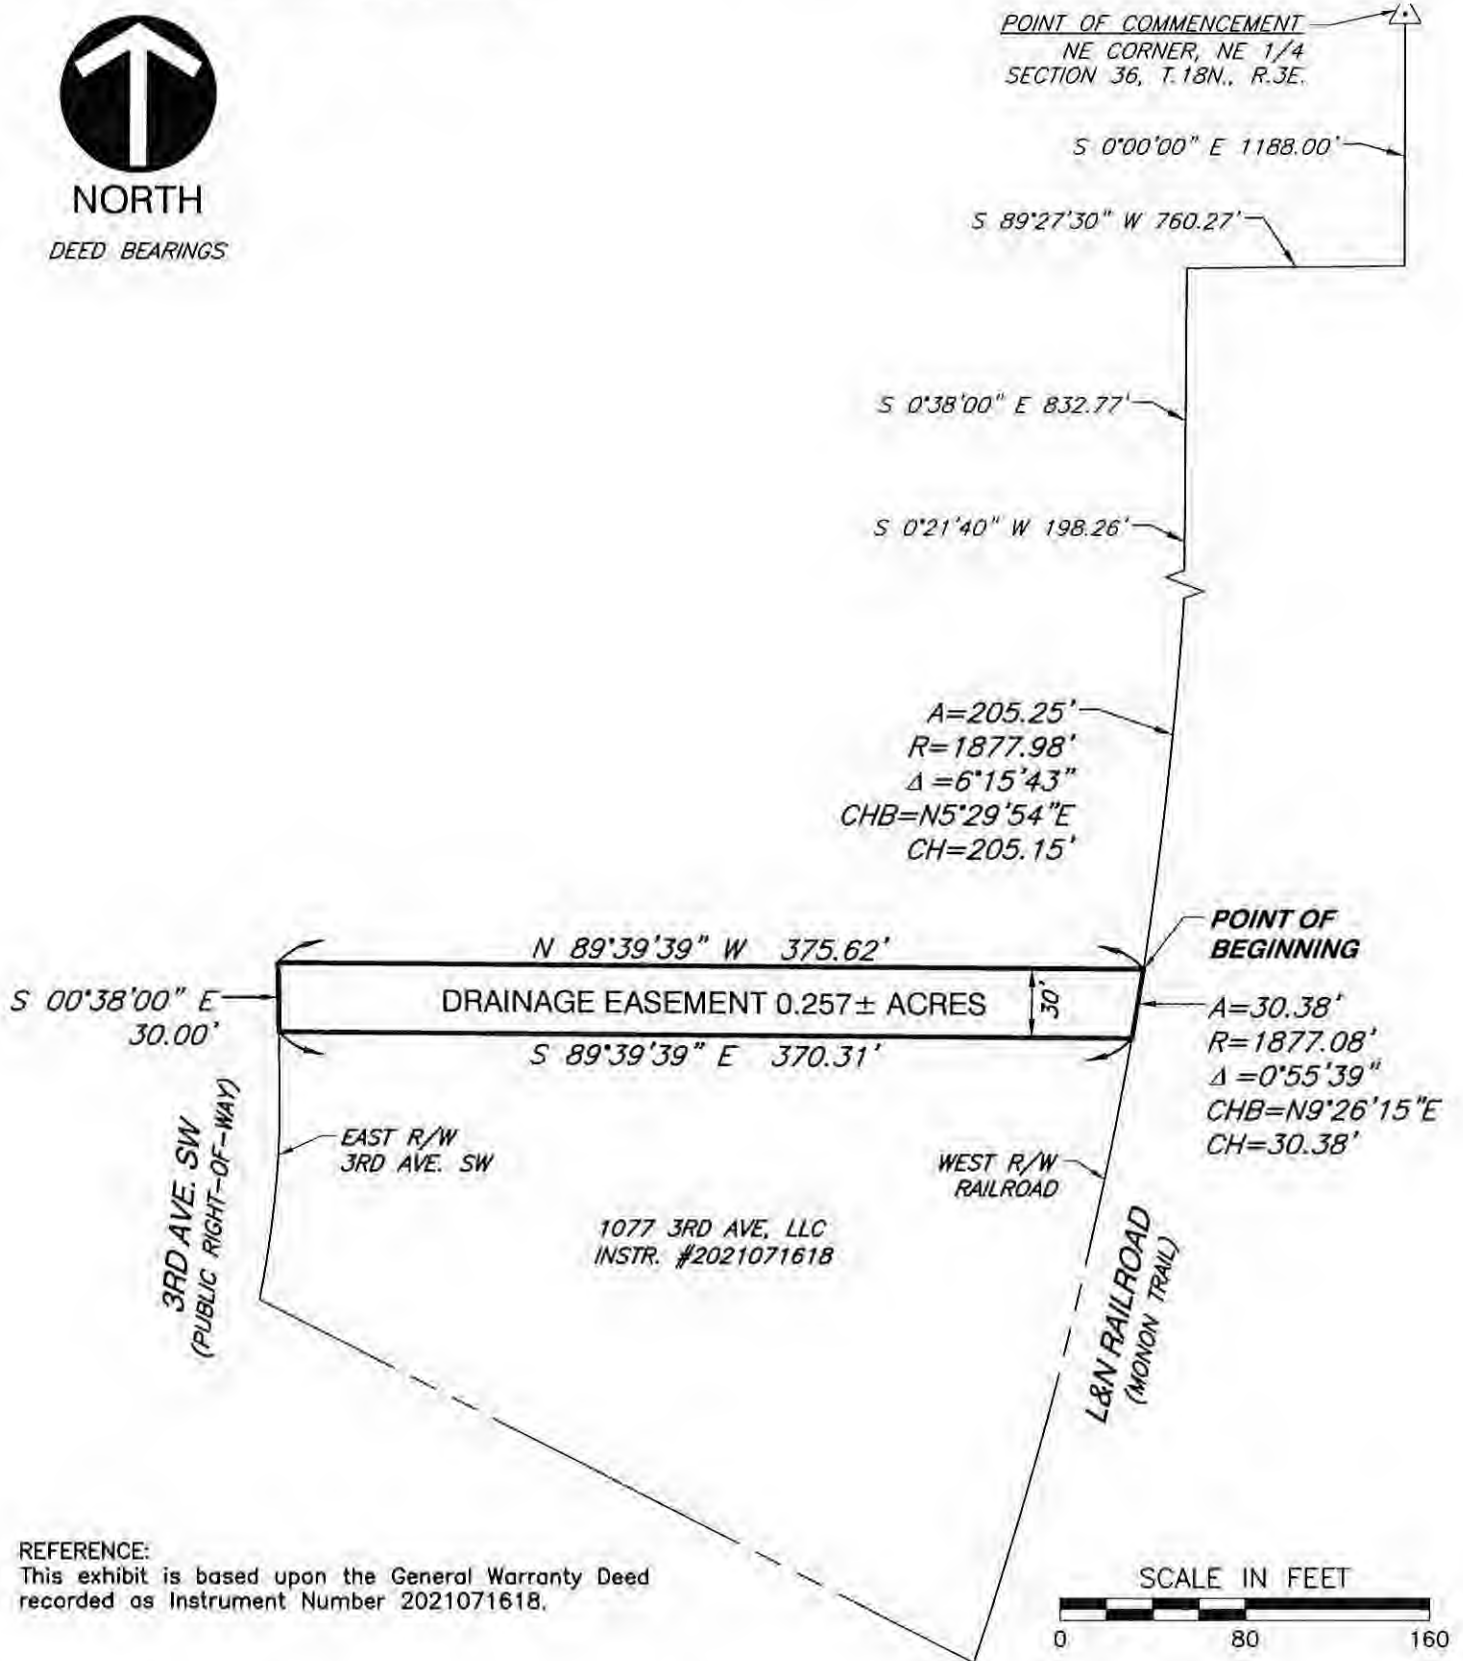 POINT OF COMMENCEMENT
NE CORNER, NE 1/4
SECTION 36, T.18N., R.3E.
NORTH
DEED BEARINGS
S 0°00'00" E 1188.00'
S 89°27'30" W 760.27'
S 0°38'00" E 832.77'
S 0°21'40" W 198.26'
A=205.25'
R=1877.98'
Δ=6°15'43"
CHB=N5°29'54"E
CH=205.15'
POINT OF
BEGINNING
N 89°39'39" W 375.62'
S 00°38'00" E
30.00'
DRAINAGE EASEMENT 0.257± ACRES
30'
S 89°39'39" E 370.31'
A=30.38'
R=1877.08'
Δ=0°55'39"
CHB=N9°26'15"E
CH=30.38'
3RD AVE. SW
(PUBLIC RIGHT-OF-WAY)
EAST R/W
3RD AVE. SW
WEST R/W
RAILROAD
1077 3RD AVE, LLC
INSTR. #2021071618
L&N RAILROAD
(MONON TRAIL)
REFERENCE:
This exhibit is based upon the General Warranty Deed
recorded as Instrument Number 2021071618.
SCALE IN FEET
0 80 160